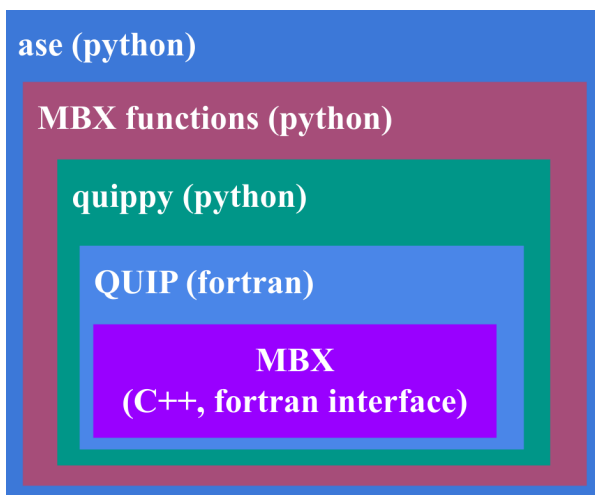 ase (python)
MBX functions (python)
quippy (python)
QUIP (fortran)
MBX
(C++, fortran interface)